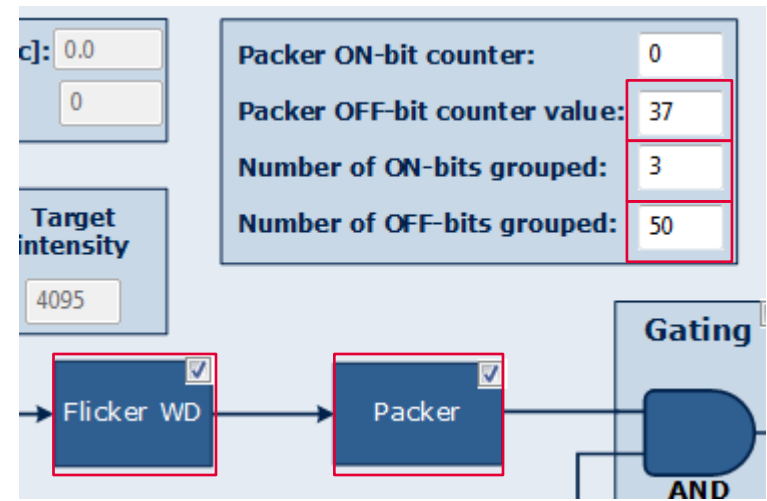 c]: 0.0
0
Packer ON-bit counter: 0
Packer OFF-bit counter value: 37
Number of ON-bits grouped: 3
Number of OFF-bits grouped: 50
Target
intensity
4095
Gating
Flicker WD
Packer
AND